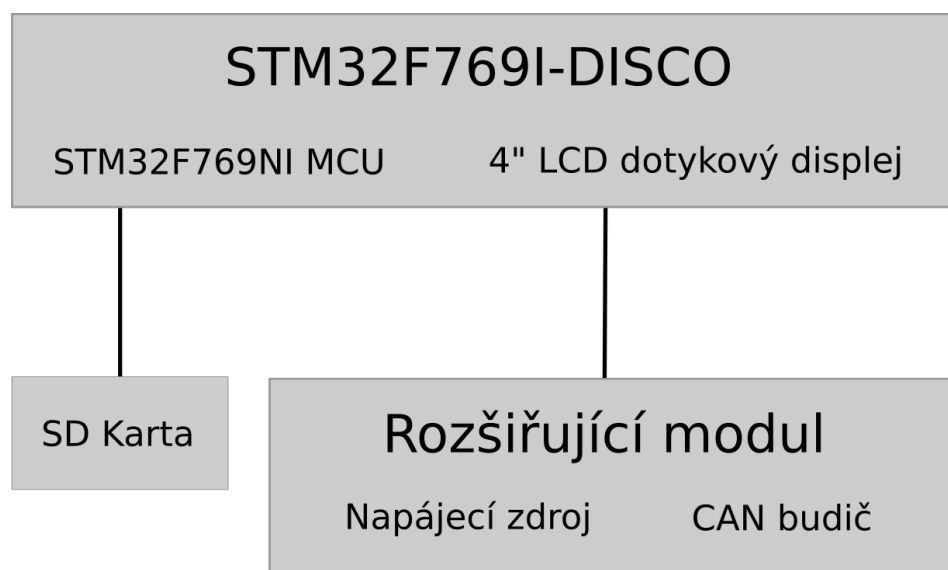 STM32F769I-DISCO
STM32F769NI MCU
4" LCD dotykový displej
SD Karta
Rozšiřující modul
Napájecí zdroj
CAN budič